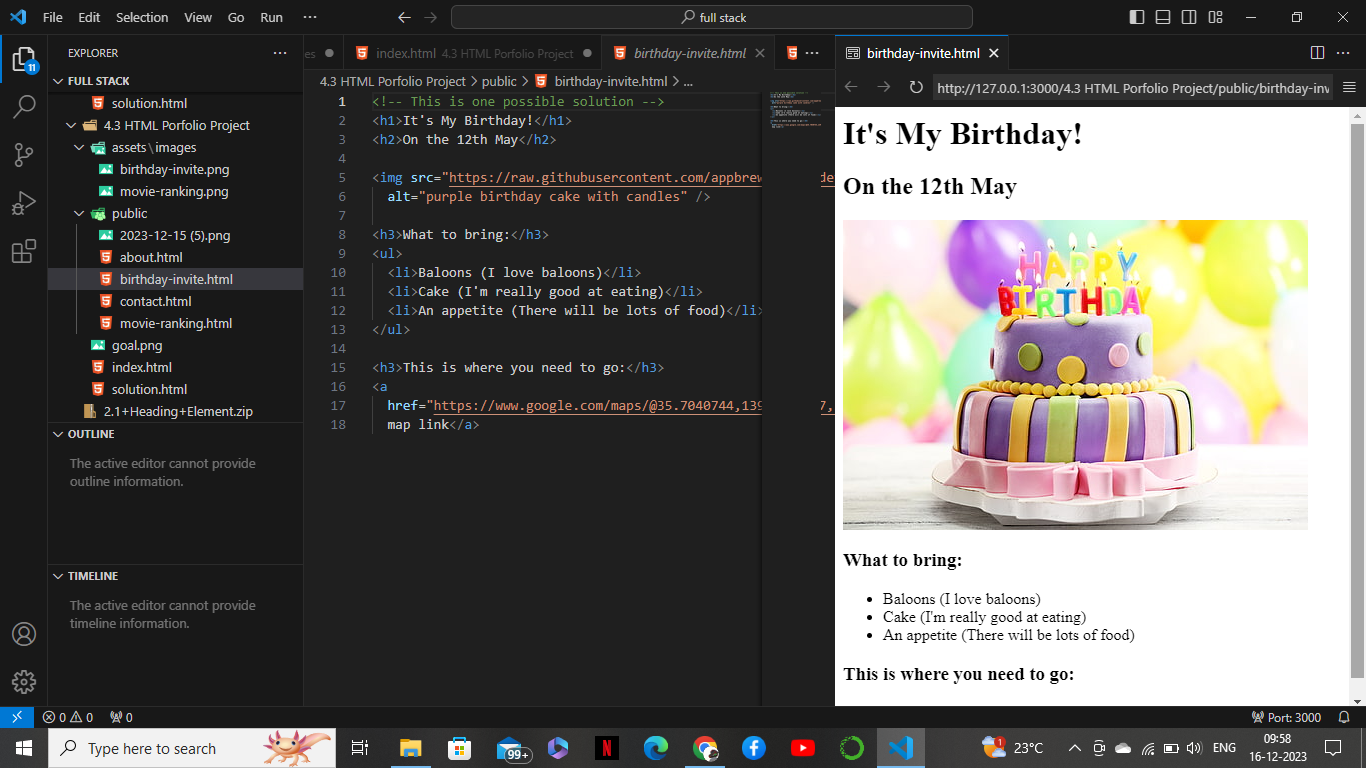 File Edit Selection View Go Run ··· full stack
EXPLORER ···
FULL STACK
solution.html
4.3 HTML Porfolio Project
assets\images
birthday-invite.png
movie-ranking.png
public
2023-12-15 (5).png
about.html
birthday-invite.html
contact.html
movie-ranking.html
goal.png
index.html
solution.html
2.1+Heading+Element.zip
OUTLINE
The active editor cannot provide
outline information.
TIMELINE
The active editor cannot provide
timeline information.
11
index.html 4.3 HTML Porfolio Project
birthday-invite.html
4.3 HTML Porfolio Project > public > birthday-invite.html > ...
1 <!-- This is one possible solution -->
2 <h1>It's My Birthday!</h1>
3 <h2>On the 12th May</h2>
4
5 <img src="https://raw.githubusercontent.com/appbrew
6 alt="purple birthday cake with candles" />
7
8 <h3>What to bring:</h3>
9 <ul>
10 <li>Baloons (I love baloons)</li>
11 <li>Cake (I'm really good at eating)</li>
12 <li>An appetite (There will be lots of food)</li>
13 </ul>
14
15 <h3>This is where you need to go:</h3>
16 <a
17 href="https://www.google.com/maps/@35.7040744,139
18 map link</a>
birthday-invite.html
http://127.0.0.1:3000/4.3 HTML Porfolio Project/public/birthday-inv
It's My Birthday!
On the 12th May
HAPPY
BIRTHDAY
What to bring:
Baloons (I love baloons)
Cake (I'm really good at eating)
An appetite (There will be lots of food)
This is where you need to go:
0 0 0 Port: 3000
Type here to search
99+
N
1
23°C
ENG
09:58
16-12-2023